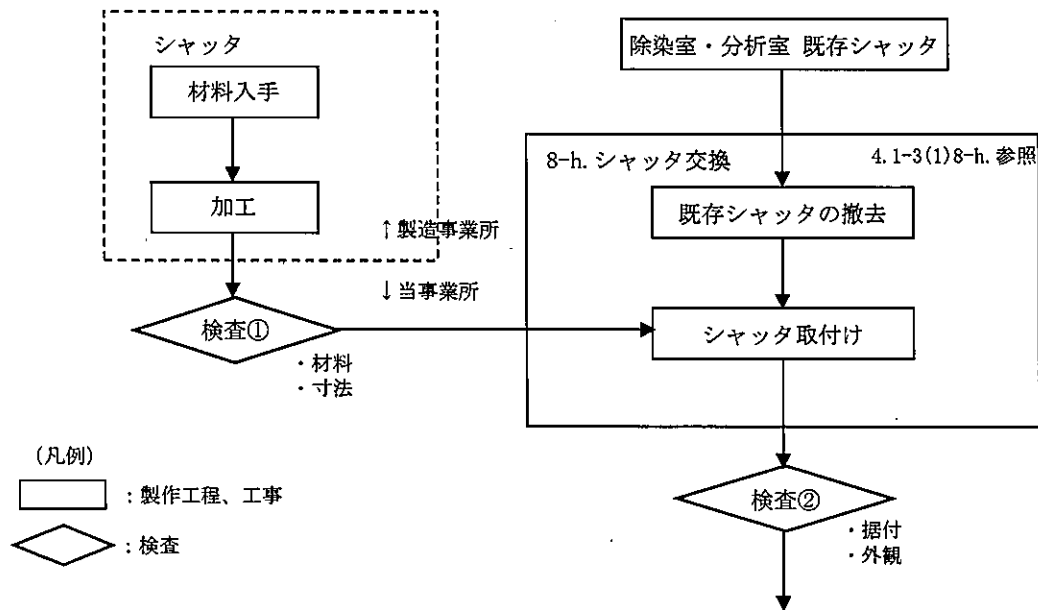 シャッタ
材料入手
加工
↑製造事業所
↓当事業所
検査①
・材料
・寸法
除染室・分析室 既存シャッタ
8-h. シャッタ交換
4.1-3(1)8-h. 参照
既存シャッタの撤去
シャッタ取付け
検査②
・据付
・外観
(凡例)
：製作工程、工事
：検査